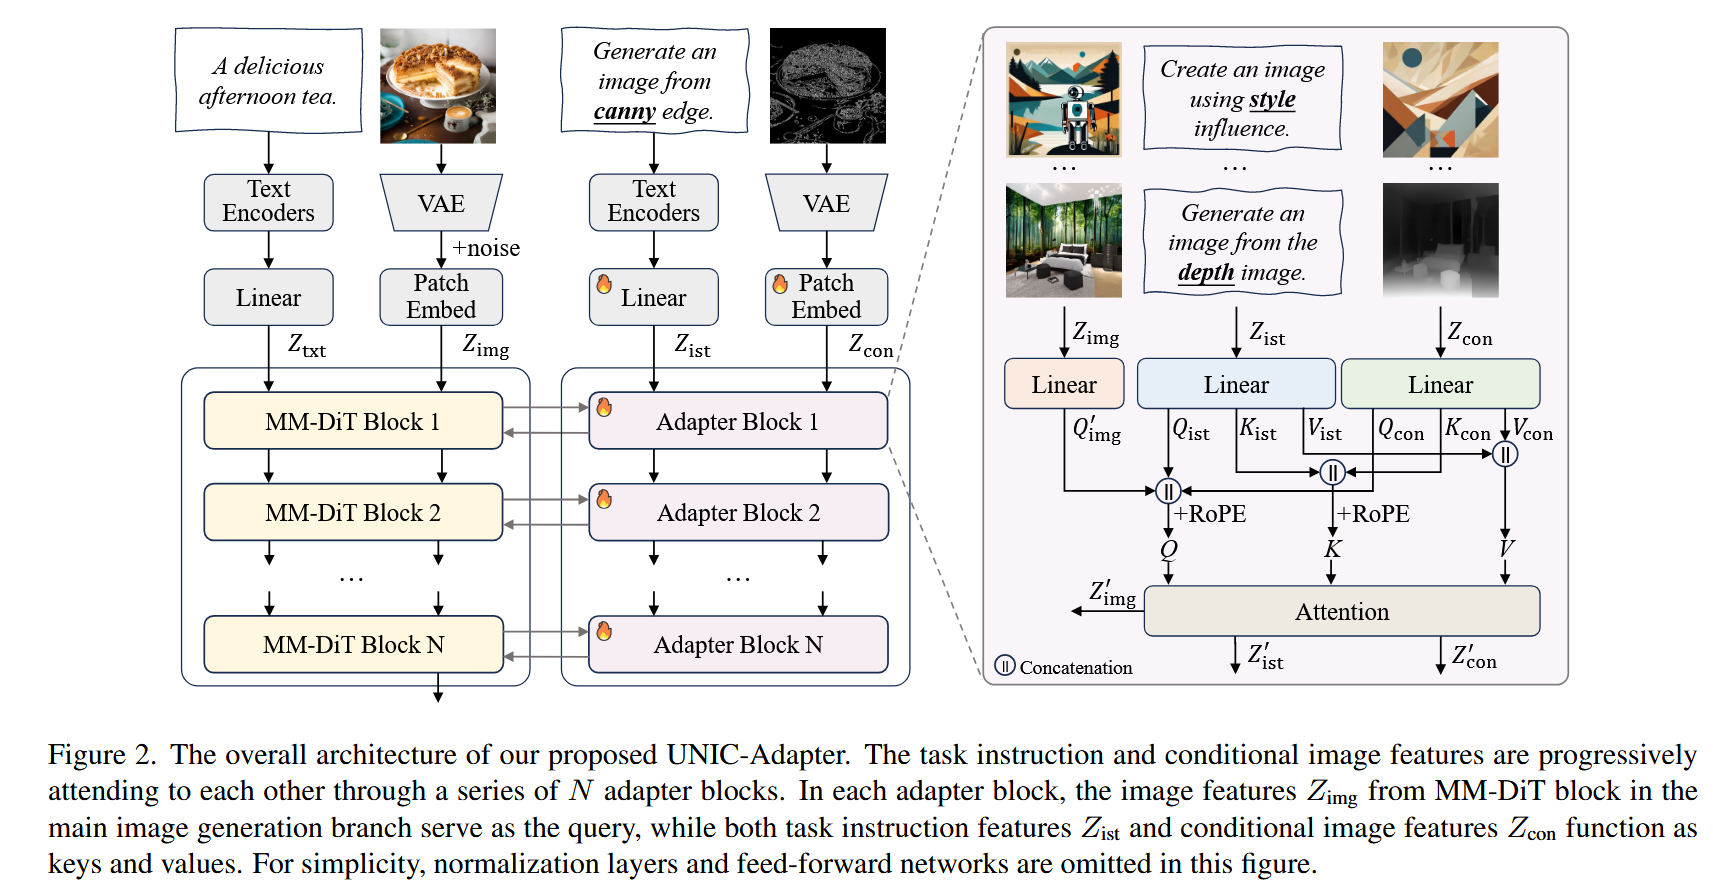 A delicious
afternoon tea.
Generate an
image from
canny edge.
Text
Encoders
VAE
+noise
Linear
Patch
Embed
Z_txt
Z_img
Text
Encoders
VAE
Linear
Patch
Embed
Z_ist
Z_con
MM-DiT Block 1
Adapter Block 1
MM-DiT Block 2
Adapter Block 2
...
...
MM-DiT Block N
Adapter Block N
Create an image
using style
influence.
... ... ...
Generate an
image from the
depth image.
Z_img
Z_ist
Z_con
Linear
Linear
Linear
Q'_img
Q_ist
K_ist
V_ist
Q_con
K_con
V_con
||
||
||
+RoPE
+RoPE
Q
K
V
Z'_img
Attention
Z'_ist
Z'_con
|| Concatenation
Figure 2. The overall architecture of our proposed UNIC-Adapter. The task instruction and conditional image features are progressively
attending to each other through a series of N adapter blocks. In each adapter block, the image features Z_img from MM-DiT block in the
main image generation branch serve as the query, while both task instruction features Z_ist and conditional image features Z_con function as
keys and values. For simplicity, normalization layers and feed-forward networks are omitted in this figure.